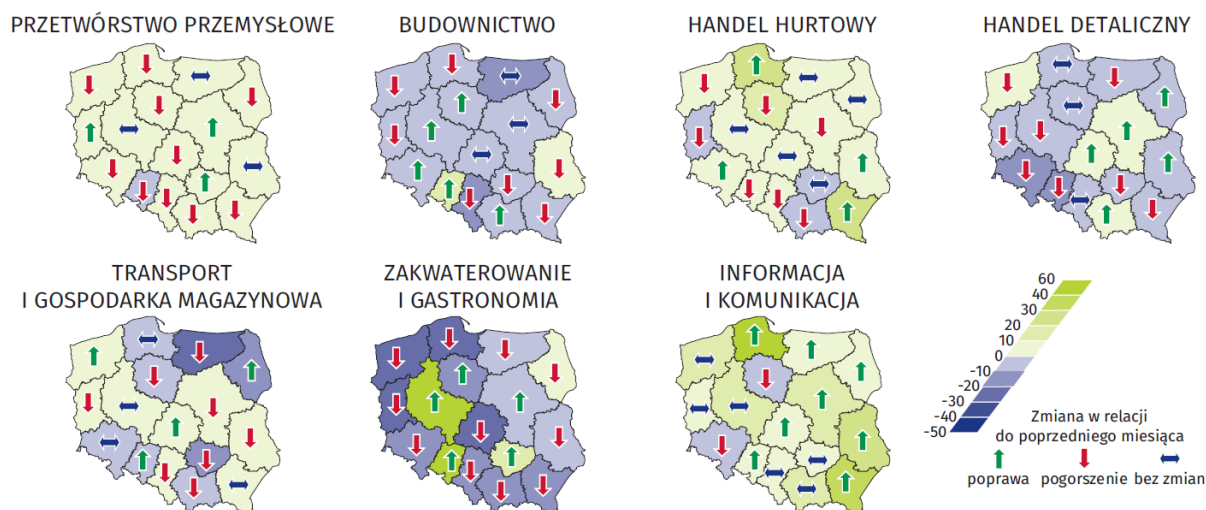 PRZETWÓRSTWO PRZEMYSŁOWE
BUDOWNICTWO
HANDEL HURTOWY
HANDEL DETALICZNY
TRANSPORT
I GOSPODARKA MAGAZYNOWA
ZAKWATEROWANIE
I GASTRONOMIA
INFORMACJA
I KOMUNIKACJA
60
40
30
20
10
0
-10
-20
-30
-40
-50
Zmiana w relacji
do poprzedniego miesiąca
poprawa pogorszenie bez zmian